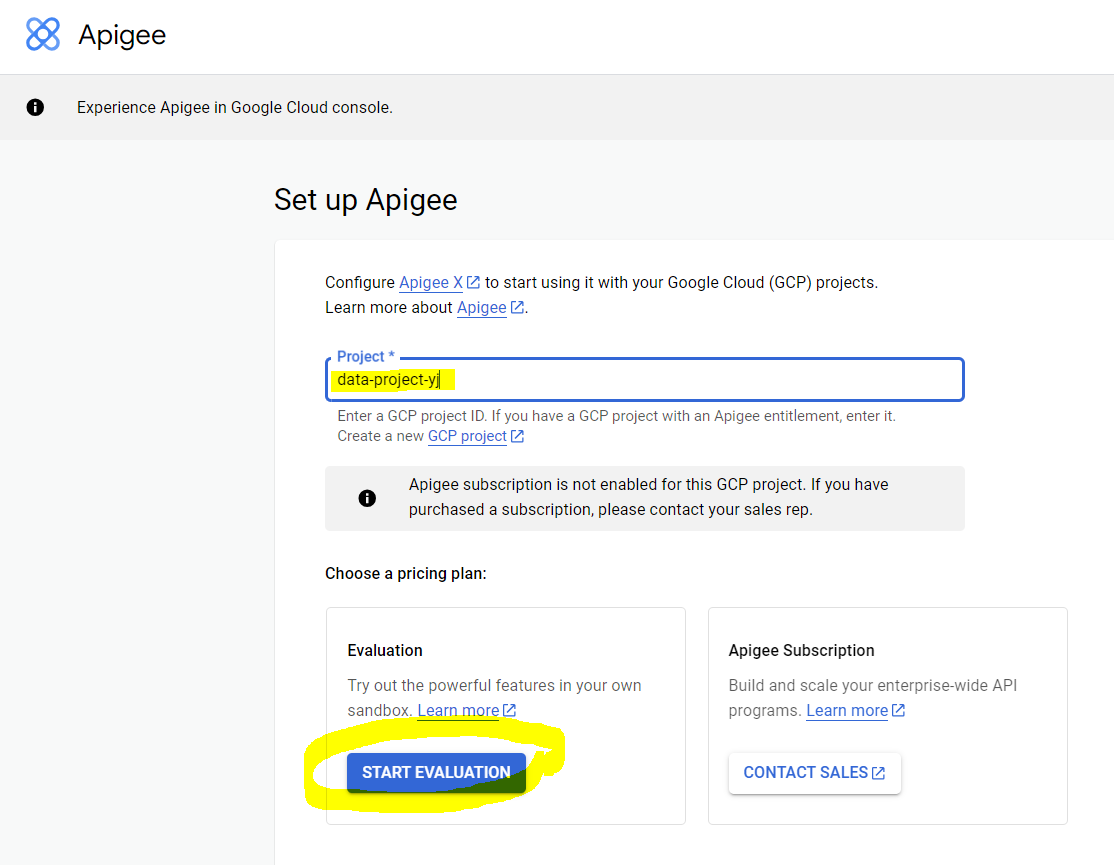 Apigee
Experience Apigee in Google Cloud console.
Set up Apigee
Configure Apigee X to start using it with your Google Cloud (GCP) projects.
Learn more about Apigee.
Project *
data-project-yj
Enter a GCP project ID. If you have a GCP project with an Apigee entitlement, enter it.
Create a new GCP project
Apigee subscription is not enabled for this GCP project. If you have
purchased a subscription, please contact your sales rep.
Choose a pricing plan:
Evaluation
Try out the powerful features in your own
sandbox. Learn more
START EVALUATION
Apigee Subscription
Build and scale your enterprise-wide API
programs. Learn more
CONTACT SALES